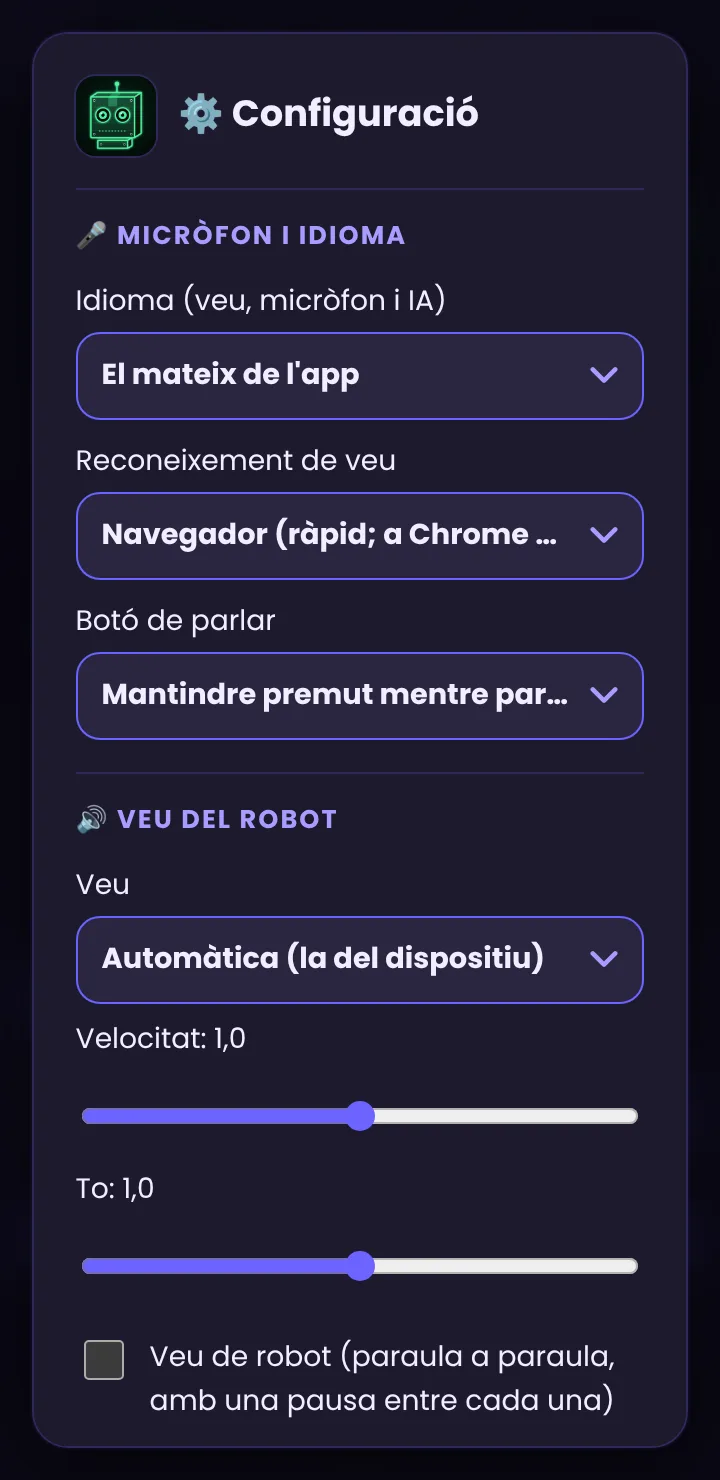 ⚙️ Configuració
🎤 MICRÒFON I IDIOMA
Idioma (veu, micròfon i IA)
El mateix de l'app
Reconeixement de veu
Navegador (ràpid; a Chrome ...
Botó de parlar
Mantindre premut mentre par...
🔊 VEU DEL ROBOT
Veu
Automàtica (la del dispositiu)
Velocitat: 1,0
To: 1,0
Veu de robot (paraula a paraula,
amb una pausa entre cada una)